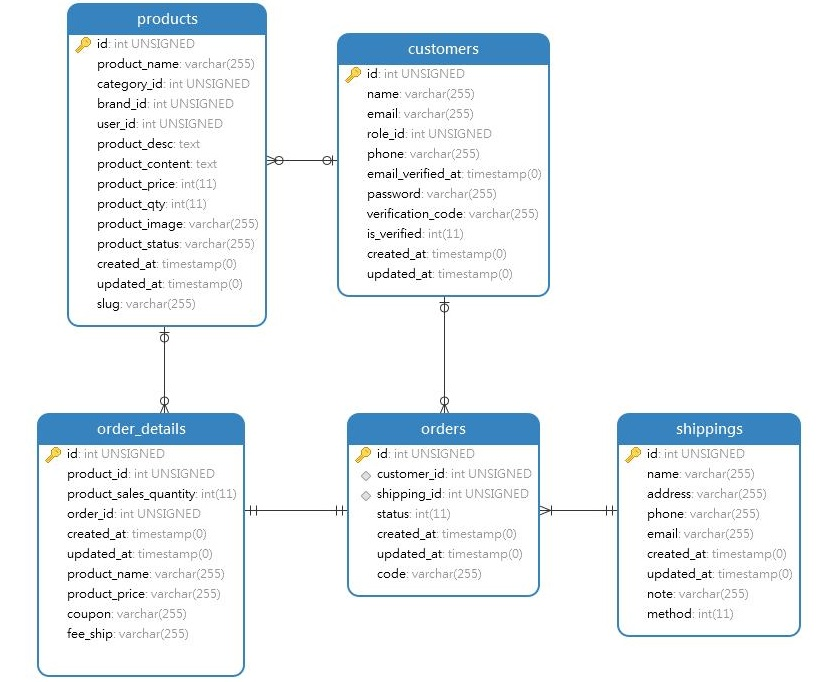 products
id: int UNSIGNED
product_name: varchar(255)
category_id: int UNSIGNED
brand_id: int UNSIGNED
user_id: int UNSIGNED
product_desc: text
product_content: text
product_price: int(11)
product_qty: int(11)
product_image: varchar(255)
product_status: varchar(255)
created_at: timestamp(0)
updated_at: timestamp(0)
slug: varchar(255)
customers
id: int UNSIGNED
name: varchar(255)
email: varchar(255)
role_id: int UNSIGNED
phone: varchar(255)
email_verified_at: timestamp(0)
password: varchar(255)
verification_code: varchar(255)
is_verified: int(11)
created_at: timestamp(0)
updated_at: timestamp(0)
order_details
id: int UNSIGNED
product_id: int UNSIGNED
product_sales_quantity: int(11)
order_id: int UNSIGNED
created_at: timestamp(0)
updated_at: timestamp(0)
product_name: varchar(255)
product_price: varchar(255)
coupon: varchar(255)
fee_ship: varchar(255)
orders
id: int UNSIGNED
customer_id: int UNSIGNED
shipping_id: int UNSIGNED
status: int(11)
created_at: timestamp(0)
updated_at: timestamp(0)
code: varchar(255)
shippings
id: int UNSIGNED
name: varchar(255)
address: varchar(255)
phone: varchar(255)
email: varchar(255)
created_at: timestamp(0)
updated_at: timestamp(0)
note: varchar(255)
method: int(11)